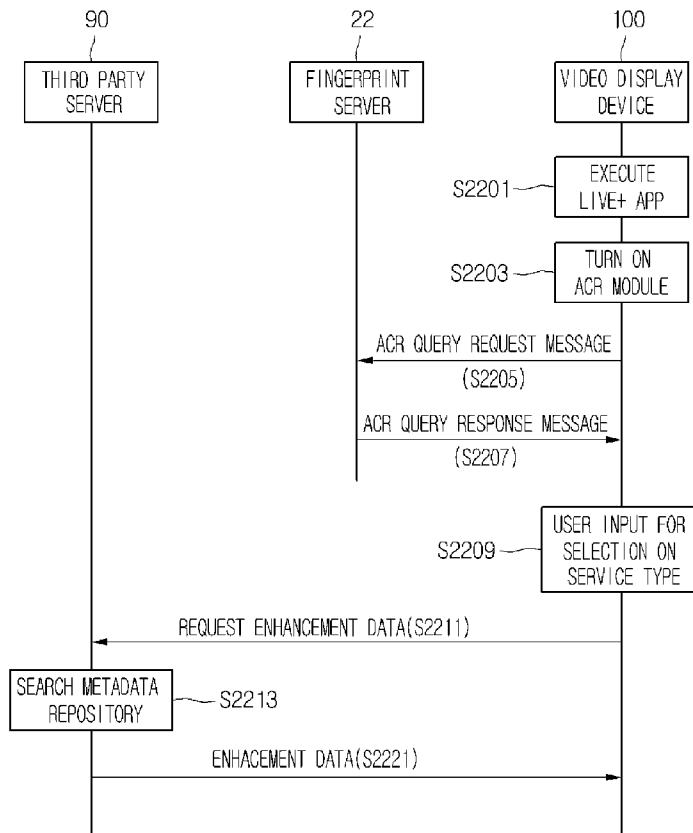 90
22
100
THIRD PARTY
SERVER
FINGERPRINT
SERVER
VIDEO DISPLAY
DEVICE
S2201
EXECUTE
LIVE+ APP
S2203
TURN ON
ACR MODULE
ACR QUERY REQUEST MESSAGE
(S2205)
ACR QUERY RESPONSE MESSAGE
(S2207)
S2209
USER INPUT FOR
SELECTION ON
SERVICE TYPE
REQUEST ENHANCEMENT DATA(S2211)
SEARCH METADATA
REPOSITORY
S2213
ENHACEMENT DATA(S2221)